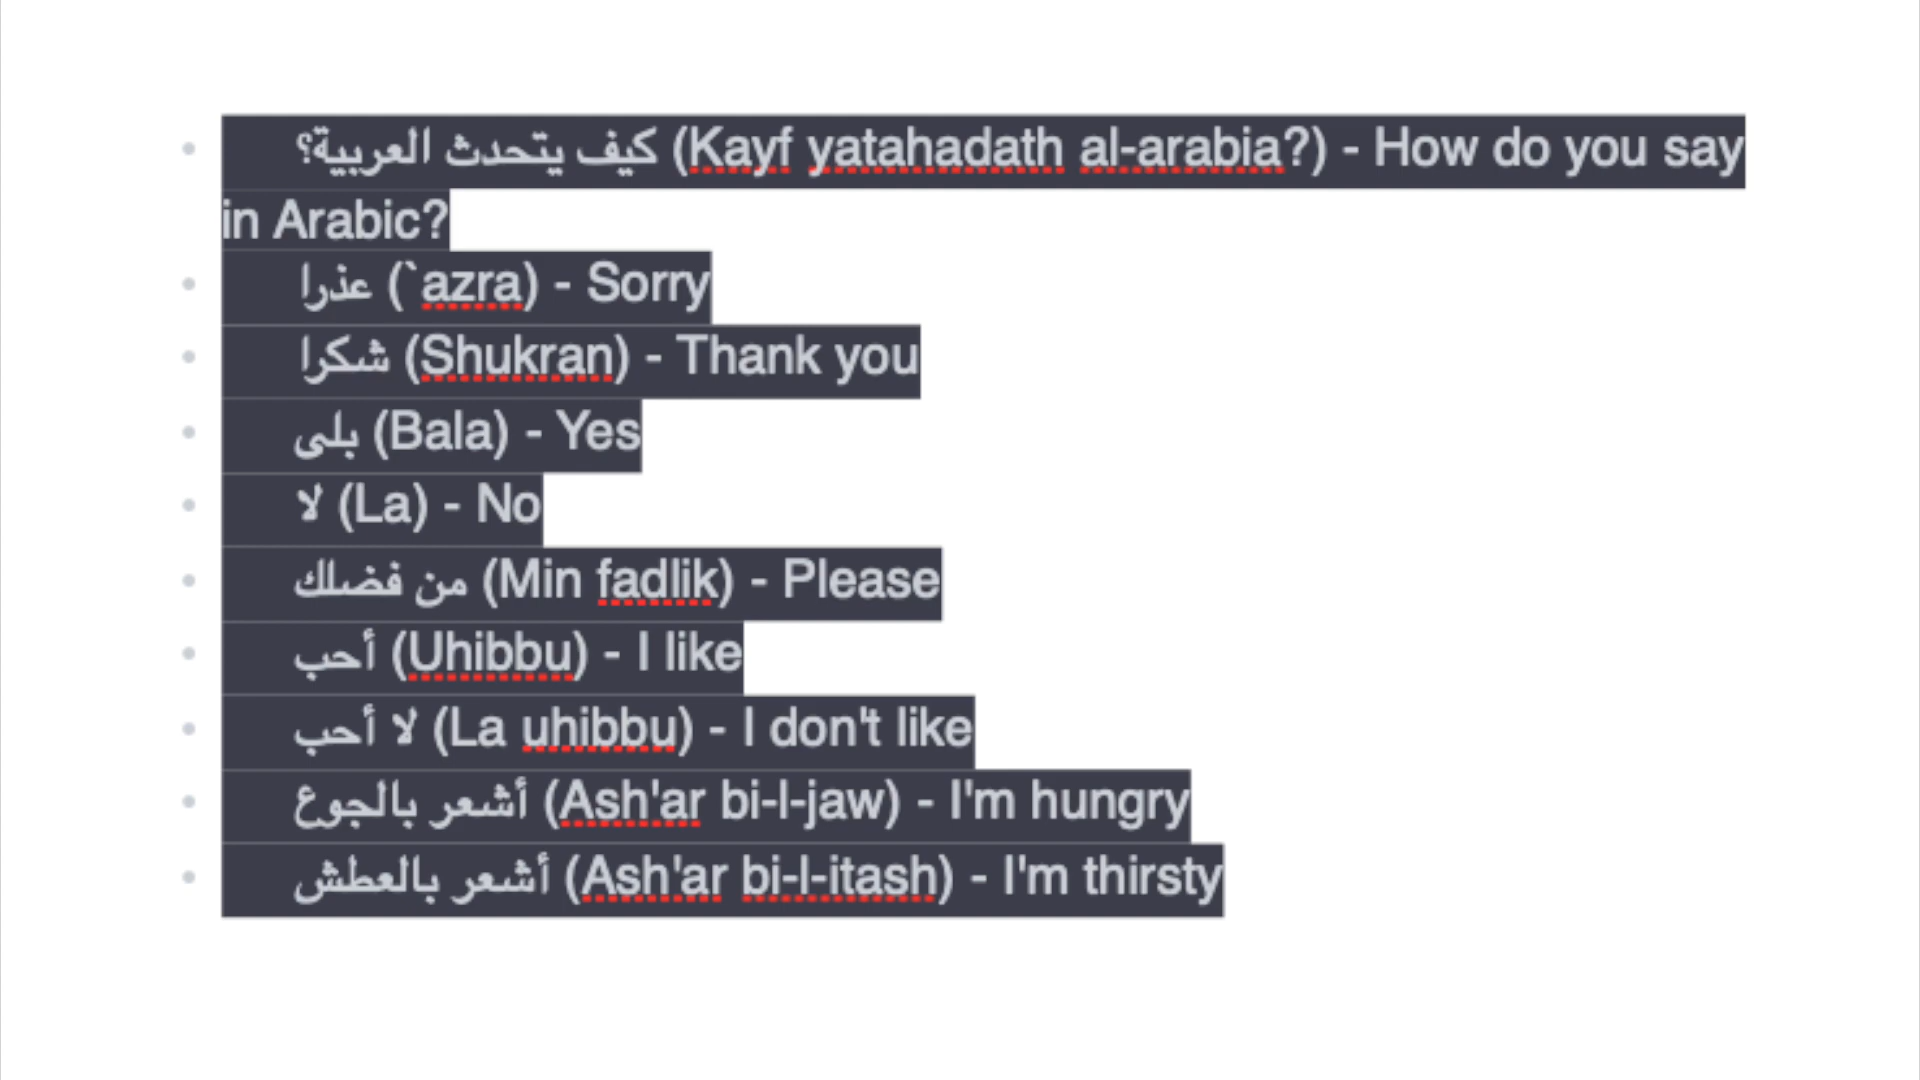 كيف يتحدث العربية؟ (Kayf yatahadath al-arabia?) - How do you say
in Arabic?
عذرا (`azra) - Sorry
شكرا (Shukran) - Thank you
بلى (Bala) - Yes
لا (La) - No
من فضلك (Min fadlik) - Please
أحب (Uhibbu) - I like
لا أحب (La uhibbu) - I don't like
أشعر بالجوع (Ash'ar bi-l-jaw) - I'm hungry
أشعر بالعطش (Ash'ar bi-l-itash) - I'm thirsty